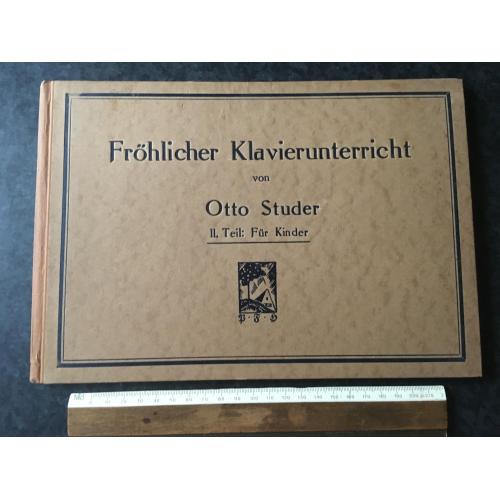 Fröhlicher Klavierunterricht
von
Otto Studer
II. Teil: Für Kinder